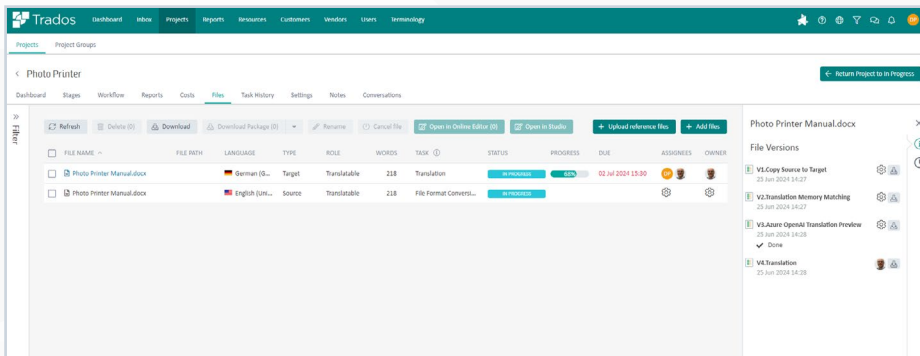 Trados Dashboard Inbox Projects Reports Resources Customers Vendors Users Terminology DP
Projects Project Groups
Photo Printer ← Return Project to In Progress
Dashboard Stages Workflow Reports Costs Files Task History Settings Notes Conversations
Filter
Refresh Delete (0) Download Download Package (0) Rename Cancel file Open in Online Editor (0) Open in Studio + Upload reference files + Add files
FILE NAME FILE PATH LANGUAGE TYPE ROLE WORDS TASK STATUS PROGRESS DUE ASSIGNEES OWNER
Photo Printer Manual.docx German (G... Target Translatable 218 Translation IN PROGRESS 02 Jul 2024 15:30 DP
Photo Printer Manual.docx English (Uni... Source Translatable 218 File Format Conversi... IN PROGRESS
Photo Printer Manual.docx
File Versions
V1.Copy Source to Target
25 Jun 2024 14:27
V2.Translation Memory Matching
25 Jun 2024 14:27
V3.Azure OpenAI Translation Preview
25 Jun 2024 14:28
Done
V4.Translation
25 Jun 2024 14:28